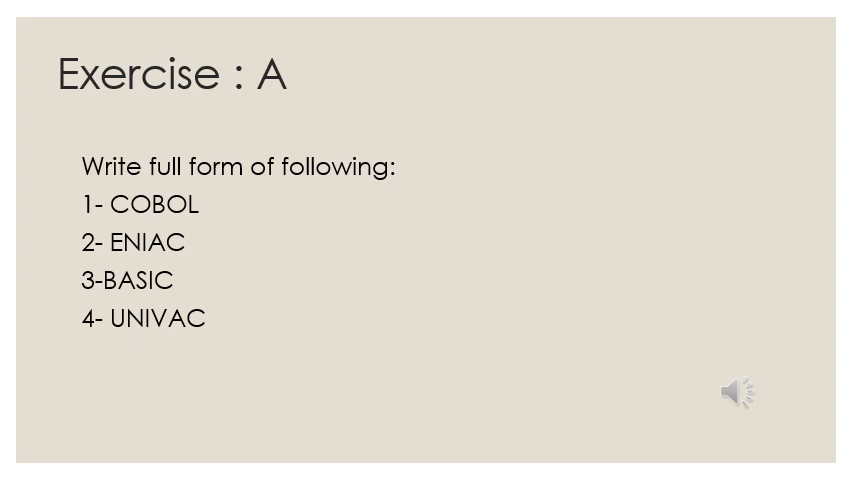 Exercise : A
Write full form of following:
1- COBOL
2- ENIAC
3-BASIC
4- UNIVAC